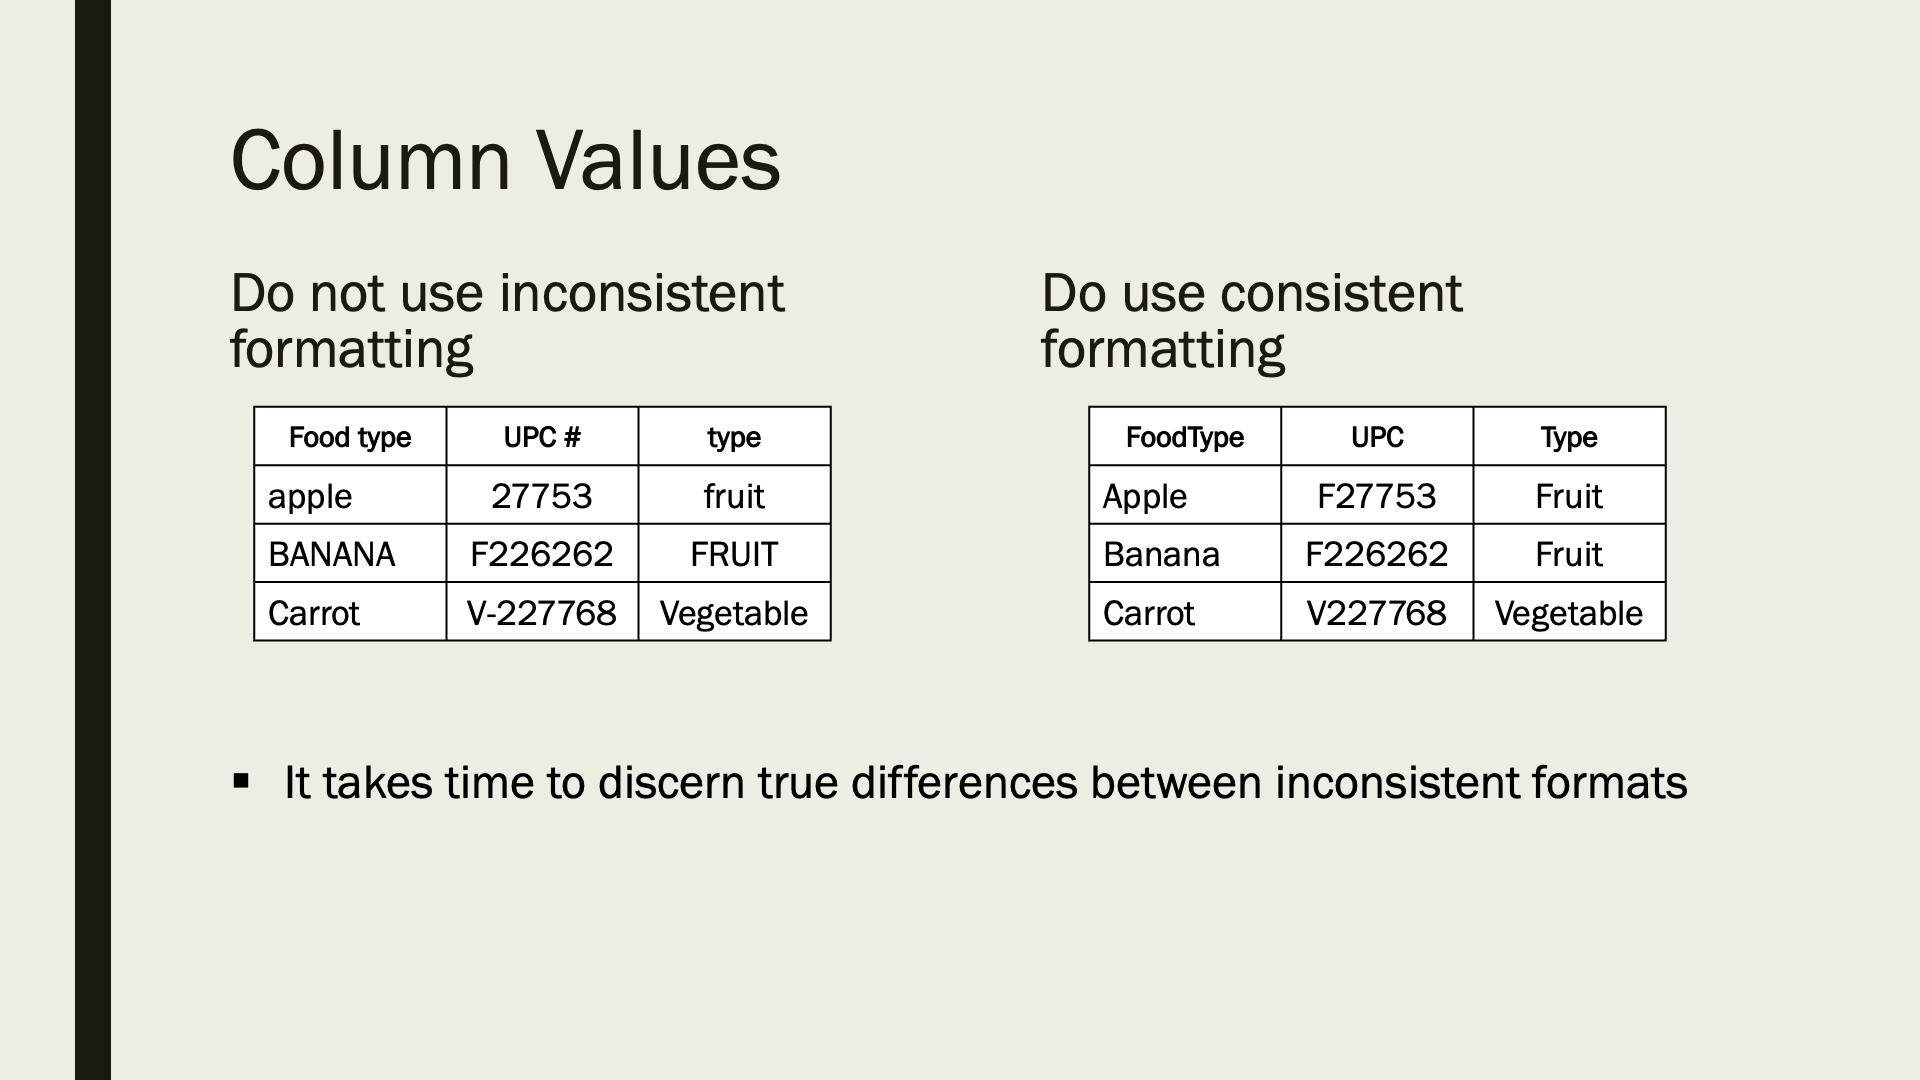 Column Values
Do not use inconsistent
formatting
Food type UPC # type
apple 27753 fruit
BANANA F226262 FRUIT
Carrot V-227768 Vegetable
Do use consistent
formatting
FoodType UPC Type
Apple F27753 Fruit
Banana F226262 Fruit
Carrot V227768 Vegetable
▪ It takes time to discern true differences between inconsistent formats